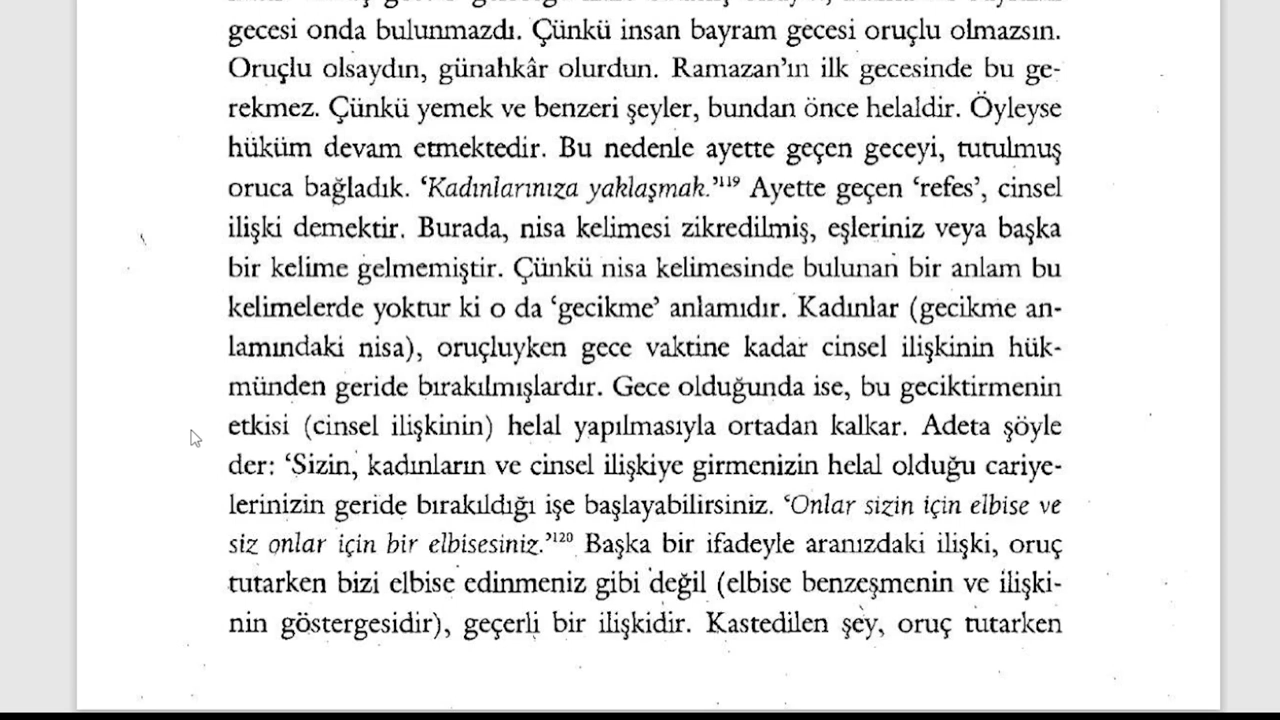 gecesi onda bulunmazdı. Çünkü insan bayram gecesi oruçlu olmazsın.
Oruçlu olsaydın, günahkâr olurdun. Ramazan’ın ilk gecesinde bu ge-
rekmez. Çünkü yemek ve benzeri şeyler, bundan önce helaldir. Öyleyse
hüküm devam etmektedir. Bu nedenle ayette geçen geceyi, tutulmuş
oruca bağladık. ‘Kadınlarınıza yaklaşmak.’¹¹⁹ Ayette geçen ‘refes’, cinsel
ilişki demektir. Burada, nisa kelimesi zikredilmiş, eşleriniz veya başka
bir kelime gelmemiştir. Çünkü nisa kelimesinde bulunan bir anlam bu
kelimelerde yoktur ki o da ‘gecikme’ anlamıdır. Kadınlar (gecikme an-
lamındaki nisa), oruçluyken gece vaktine kadar cinsel ilişkinin hük-
münden geride bırakılmışlardır. Gece olduğunda ise, bu geciktirmenin
etkisi (cinsel ilişkinin) helal yapılmasıyla ortadan kalkar. Adeta şöyle
der: ‘Sizin, kadınların ve cinsel ilişkiye girmenizin helal olduğu cariye-
lerinizin geride bırakıldığı işe başlayabilirsiniz. ‘Onlar sizin için elbise ve
siz onlar için bir elbisesiniz.’¹²⁰ Başka bir ifadeyle aranızdaki ilişki, oruç
tutarken bizi elbise edinmeniz gibi değil (elbise benzeşmenin ve ilişki-
nin göstergesidir), geçerli bir ilişkidir. Kastedilen şey, oruç tutarken